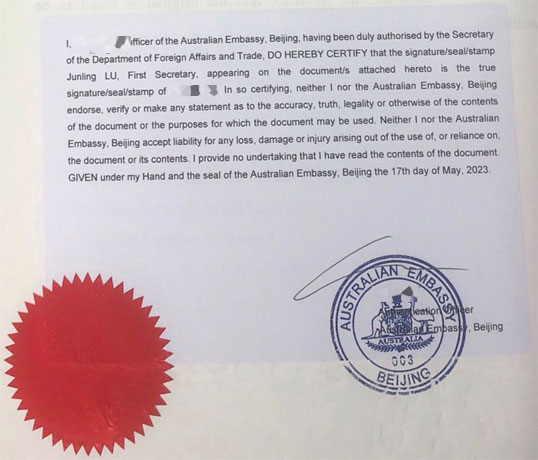 I, officer of the Australian Embassy, Beijing, having been duly authorised by the Secretary
of the Department of Foreign Affairs and Trade, DO HEREBY CERTIFY that the signature/seal/stamp
Junling LU, First Secretary, appearing on the document/s attached hereto is the true
signature/seal/stamp of In so certifying, neither I nor the Australian Embassy, Beijing
endorse, verify or make any statement as to the accuracy, truth, legality or otherwise of the contents
of the document or the purposes for which the document may be used. Neither I nor the Australian
Embassy, Beijing accept liability for any loss, damage or injury arising out of the use of, or reliance on,
the document or its contents. I provide no undertaking that I have read the contents of the document.
GIVEN under my Hand and the seal of the Australian Embassy, Beijing the 17th day of May, 2023.
AUSTRALIAN EMBASSY
Authentication Officer
Australian Embassy, Beijing
AUSTRALIA
003
BEIJING